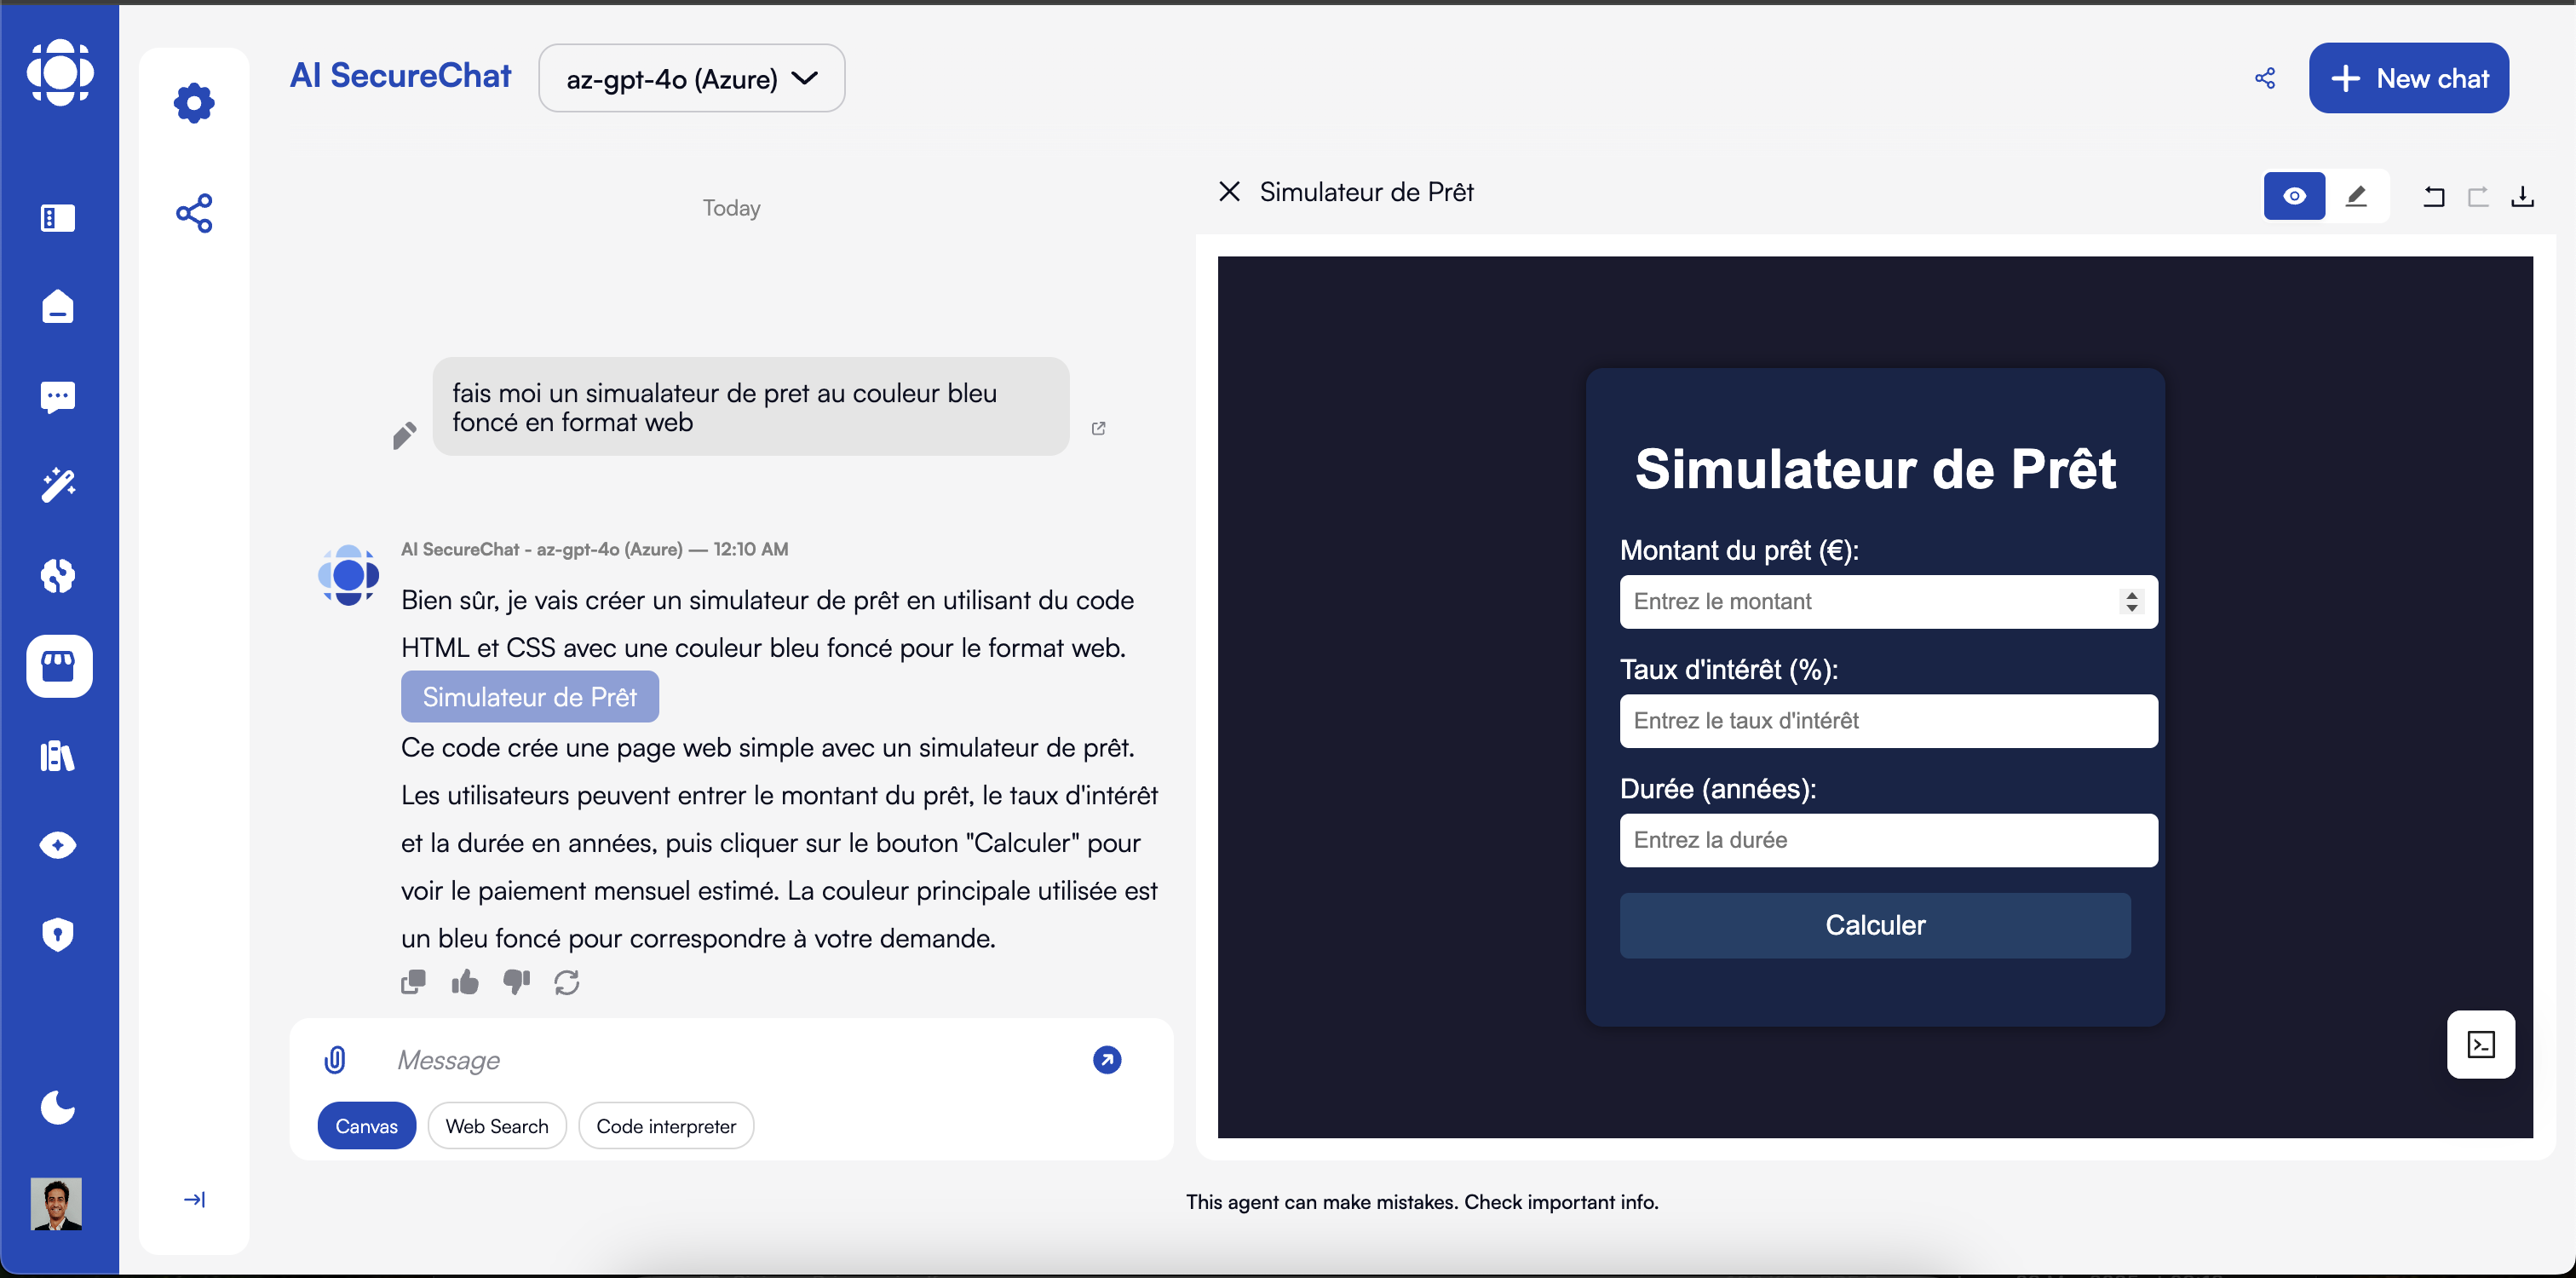 AI SecureChat
az-gpt-4o (Azure)
New chat
Today
fais moi un simualateur de pret au couleur bleu
foncé en format web
AI SecureChat - az-gpt-4o (Azure) — 12:10 AM
Bien sûr, je vais créer un simulateur de prêt en utilisant du code
HTML et CSS avec une couleur bleu foncé pour le format web.
Simulateur de Prêt
Ce code crée une page web simple avec un simulateur de prêt.
Les utilisateurs peuvent entrer le montant du prêt, le taux d'intérêt
et la durée en années, puis cliquer sur le bouton "Calculer" pour
voir le paiement mensuel estimé. La couleur principale utilisée est
un bleu foncé pour correspondre à votre demande.
Message
Canvas
Web Search
Code interpreter
Simulateur de Prêt
Simulateur de Prêt
Montant du prêt (€):
Entrez le montant
Taux d'intérêt (%):
Entrez le taux d'intérêt
Durée (années):
Entrez la durée
Calculer
This agent can make mistakes. Check important info.